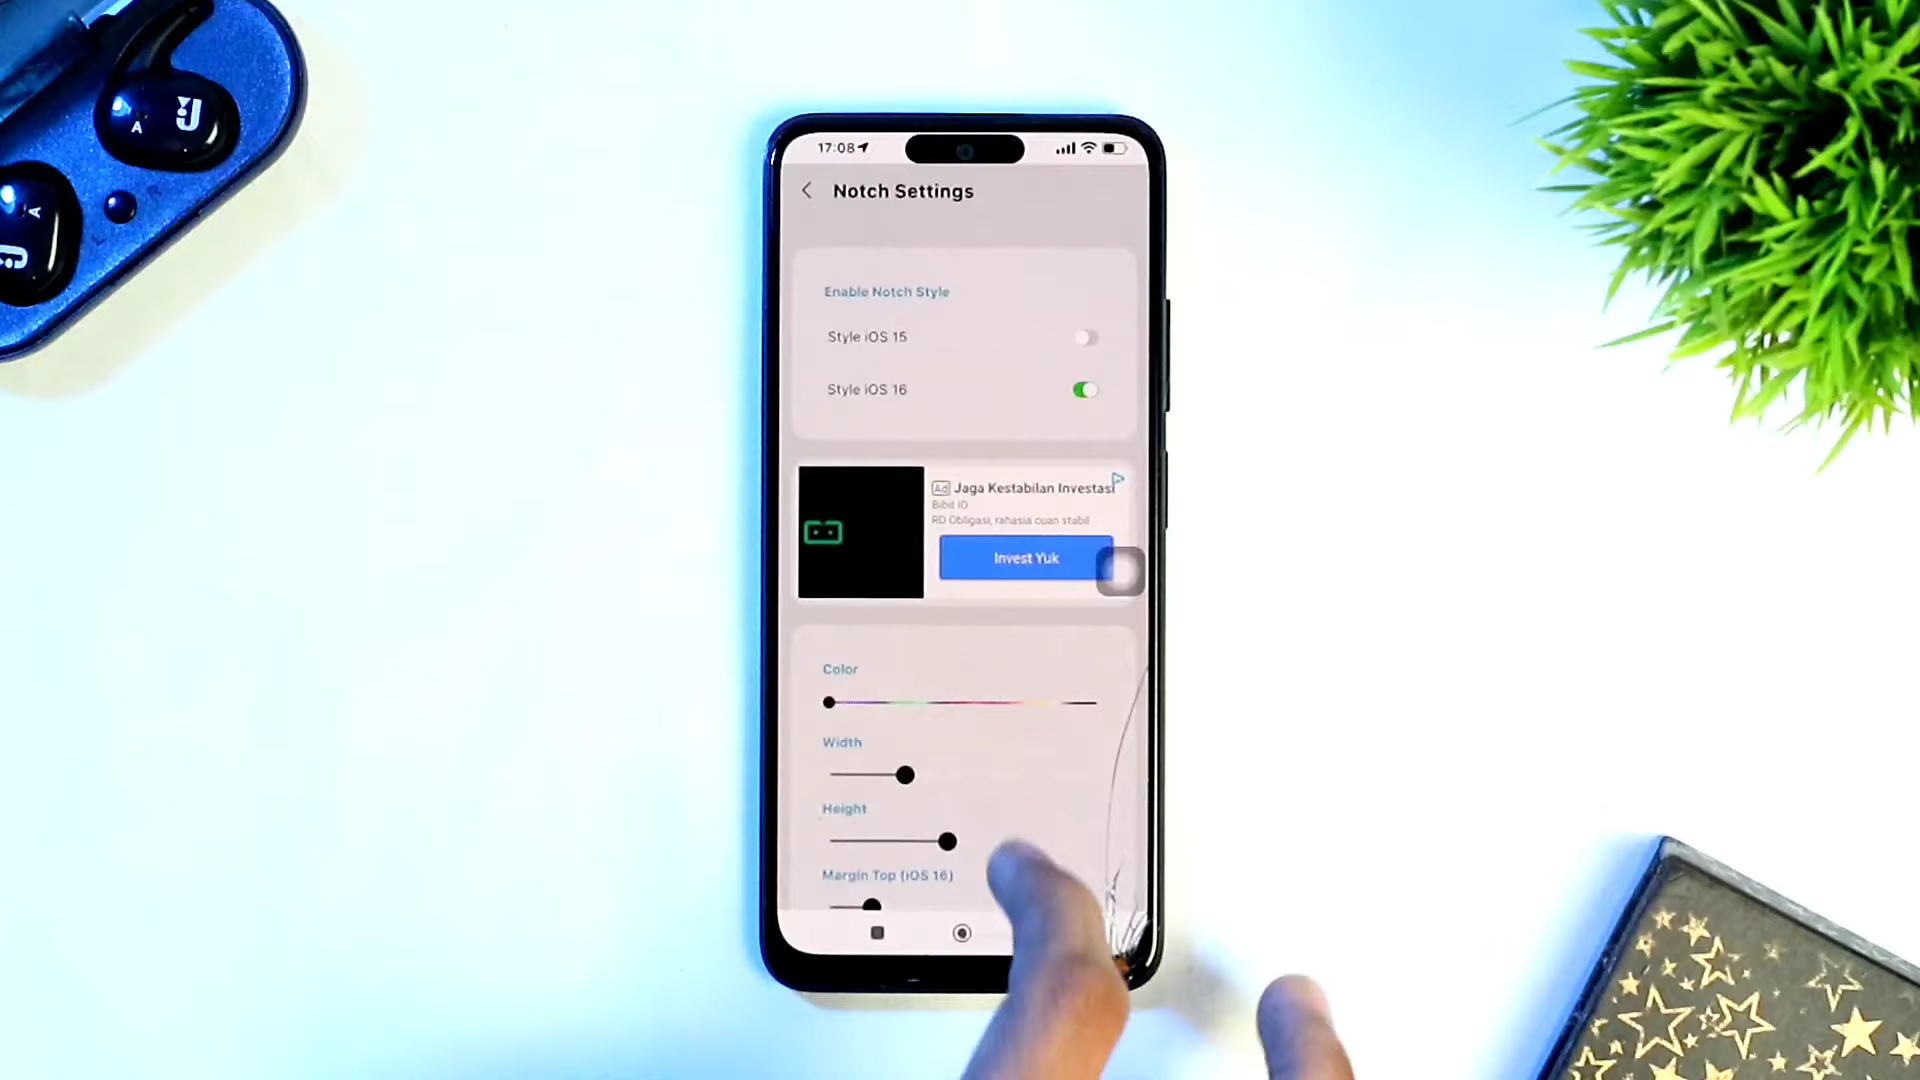 17:08
Notch Settings
Enable Notch Style
Style iOS 15
Style iOS 16
Ad Jaga Kestabilan Investasi
Bibit ID
RD Obligasi, rahasia cuan stabil
Invest Yuk
Color
Width
Height
Margin Top (iOS 16)
A
A
L
R